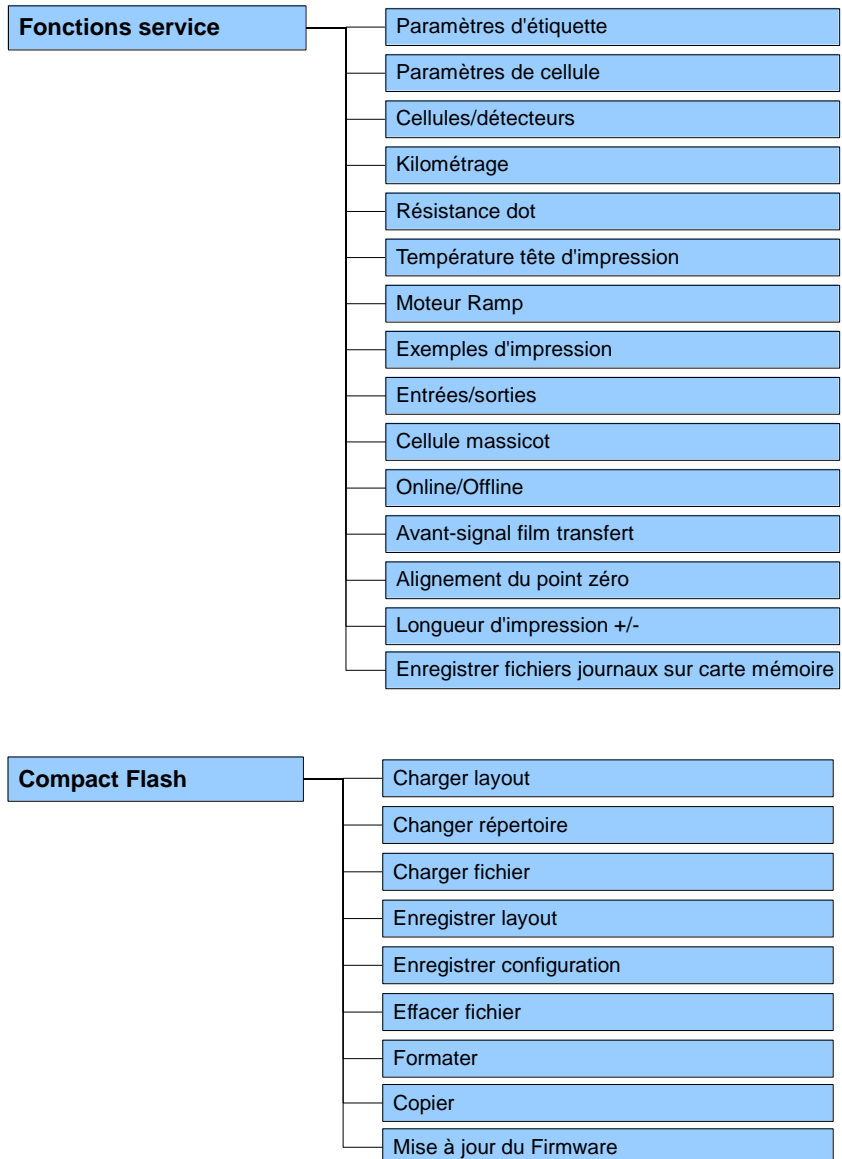 Fonctions service
Paramètres d'étiquette
Paramètres de cellule
Cellules/détecteurs
Kilométrage
Résistance dot
Température tête d'impression
Moteur Ramp
Exemples d'impression
Entrées/sorties
Cellule massicot
Online/Offline
Avant-signal film transfert
Alignement du point zéro
Longueur d'impression +/-
Enregistrer fichiers journaux sur carte mémoire
Compact Flash
Charger layout
Changer répertoire
Charger fichier
Enregistrer layout
Enregistrer configuration
Effacer fichier
Formater
Copier
Mise à jour du Firmware